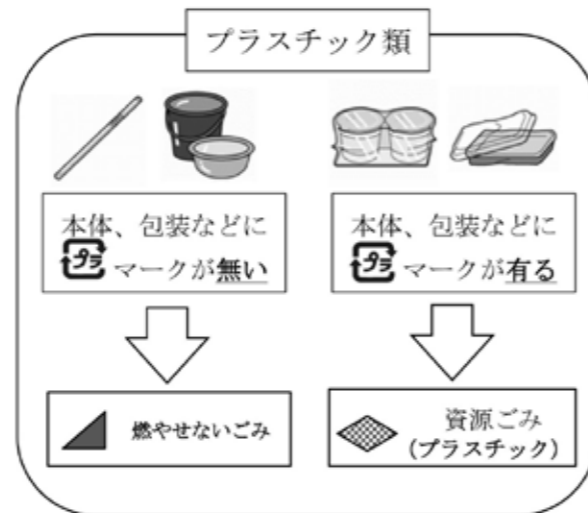 プラスチック類
本体、包装などに
プラ マークが無い
燃やせないごみ
本体、包装などに
プラ マークが有る
資源ごみ
（プラスチック）